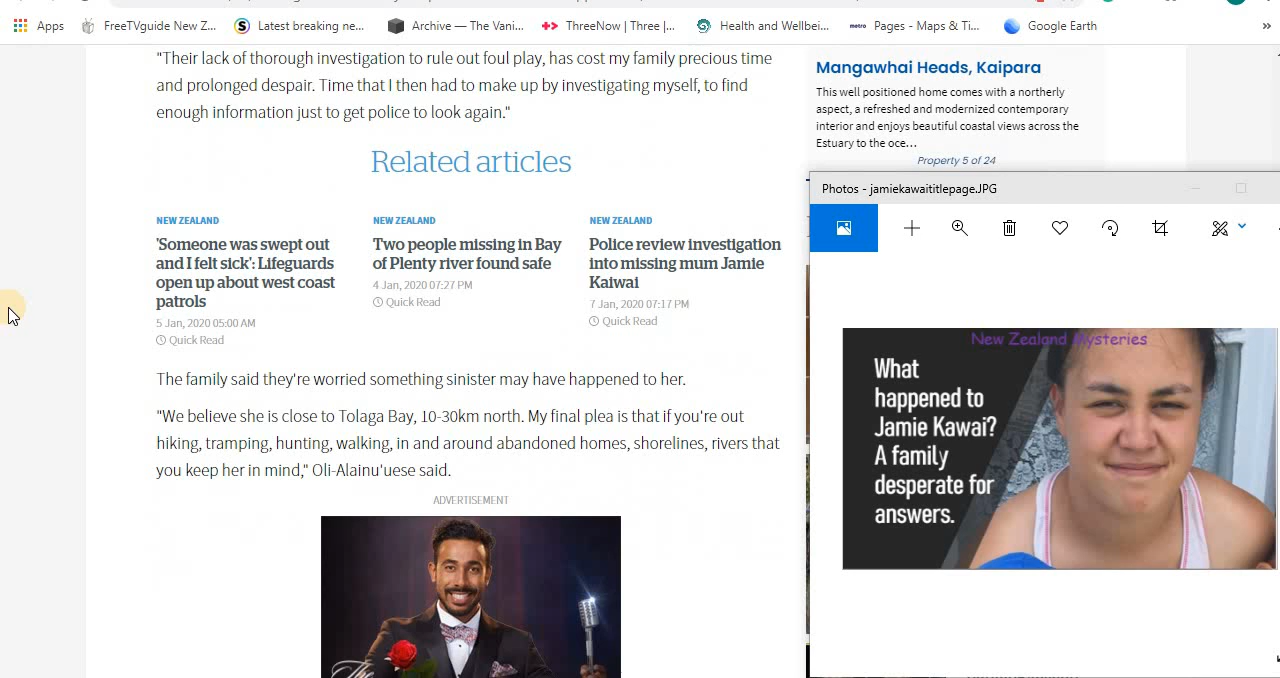 Apps
FreeTVguide New Z...
Latest breaking ne...
Archive — The Vani...
ThreeNow | Three |...
Health and Wellbei...
metro
Pages - Maps & Ti...
Google Earth
»
"Their lack of thorough investigation to rule out foul play, has cost my family precious time
and prolonged despair. Time that I then had to make up by investigating myself, to find
enough information just to get police to look again."
Related articles
NEW ZEALAND
'Someone was swept out
and I felt sick': Lifeguards
open up about west coast
patrols
5 Jan, 2020 05:00 AM
Quick Read
NEW ZEALAND
Two people missing in Bay
of Plenty river found safe
4 Jan, 2020 07:27 PM
Quick Read
NEW ZEALAND
Police review investigation
into missing mum Jamie
Kaiwai
7 Jan, 2020 07:17 PM
Quick Read
The family said they're worried something sinister may have happened to her.
"We believe she is close to Tolaga Bay, 10-30km north. My final plea is that if you're out
hiking, tramping, hunting, walking, in and around abandoned homes, shorelines, rivers that
you keep her in mind," Oli-Alainu'uese said.
ADVERTISEMENT
Mangawhai Heads, Kaipara
This well positioned home comes with a northerly
aspect, a refreshed and modernized contemporary
interior and enjoys beautiful coastal views across the
Estuary to the oce...
Property 5 of 24
Photos - jamiekawaititlepage.JPG
New Zealand Mysteries
What
happened to
Jamie Kawai?
A family
desperate for
answers.